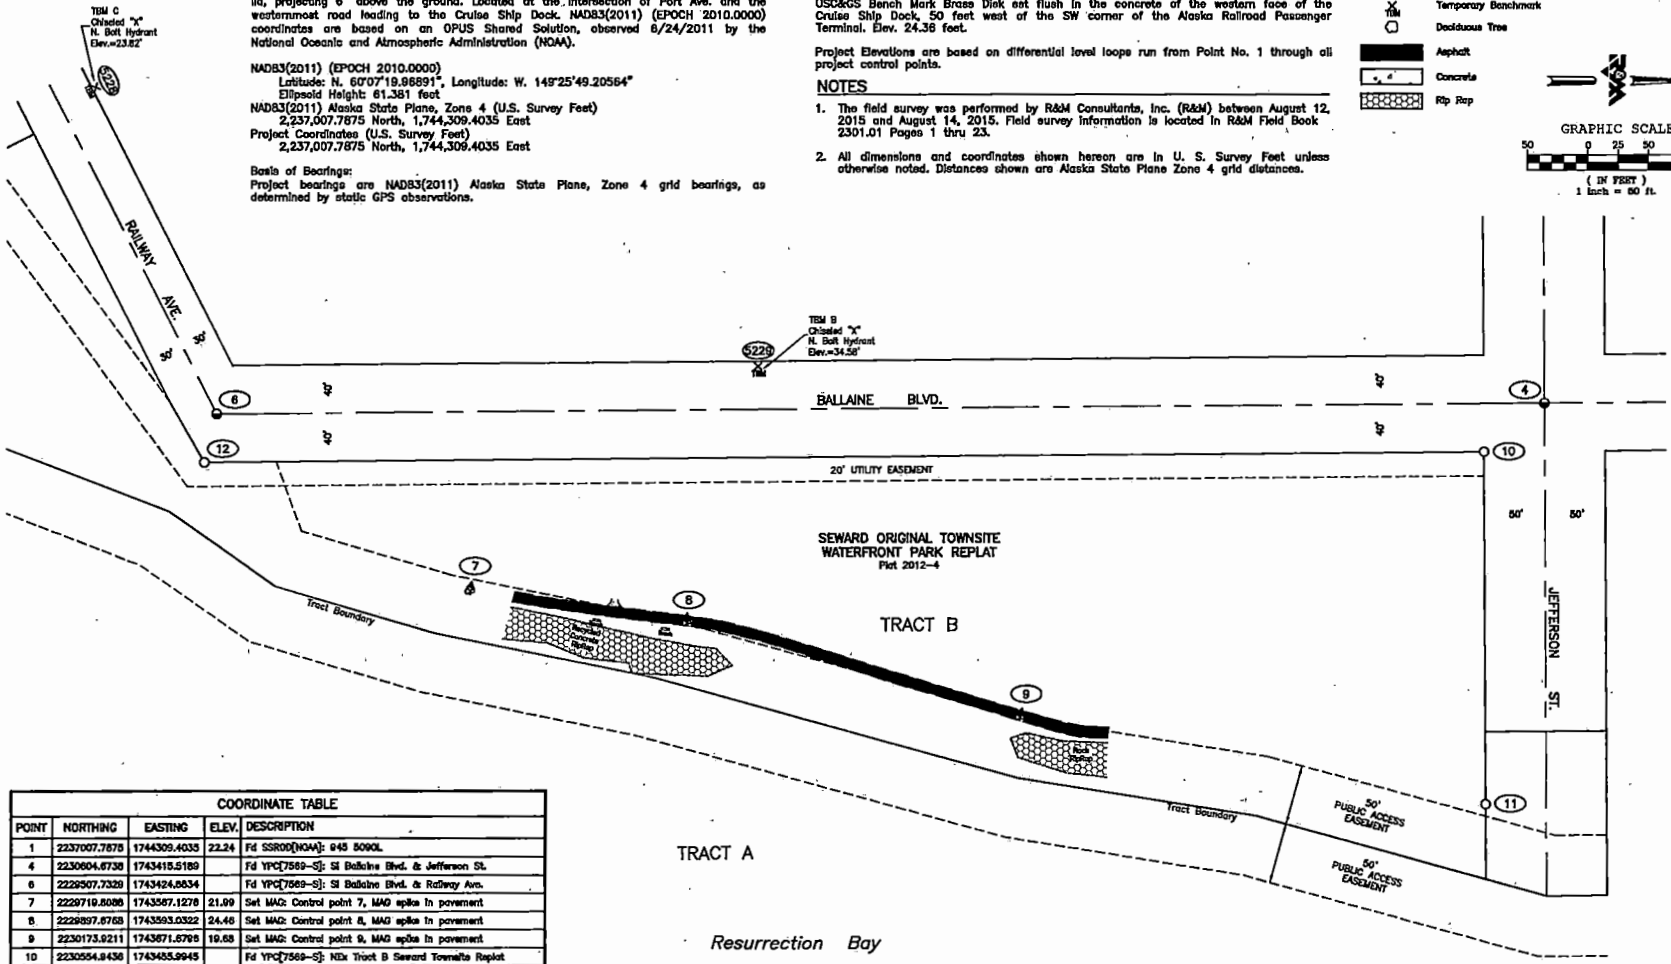 TBM C
Chiseled "X"
N. Bolt Hydrant
Elev.=23.82'
5228
lid, projecting 6" above the ground. Located at the intersection of Port Ave. and the
westernmost road leading to the Cruise Ship Dock. NAD83(2011) (EPOCH 2010.0000)
coordinates are based on an OPUS Shared Solution, observed 6/24/2011 by the
National Oceanic and Atmospheric Administration (NOAA).
NAD83(2011) (EPOCH 2010.0000)
Latitude: N. 60°07'19.96891", Longitude: W. 149°25'49.20564"
Ellipsoid Height: 61.381 feet
NAD83(2011) Alaska State Plane, Zone 4 (U.S. Survey Feet)
2,237,007.7875 North, 1,744,309.4035 East
Project Coordinates (U.S. Survey Feet)
2,237,007.7875 North, 1,744,309.4035 East
Basis of Bearings:
Project bearings are NAD83(2011) Alaska State Plane, Zone 4 grid bearings, as
determined by static GPS observations.
USC&GS Bench Mark Brass Disk set flush in the concrete of the western face of the
Cruise Ship Dock, 50 feet west of the SW corner of the Alaska Railroad Passenger
Terminal. Elev. 24.36 feet.
Project Elevations are based on differential level loops run from Point No. 1 through all
project control points.
NOTES
1. The field survey was performed by R&M Consultants, Inc. (R&M) between August 12,
2015 and August 14, 2015. Field survey information is located in R&M Field Book
2301.01 Pages 1 thru 23.
2. All dimensions and coordinates shown hereon are in U. S. Survey Feet unless
otherwise noted. Distances shown are Alaska State Plane Zone 4 grid distances.
TBM
Temporary Benchmark
Deciduous Tree
Asphalt
Concrete
Rip Rap
R&M
GRAPHIC SCALE
50 0 25 50
( IN FEET )
1 inch = 50 ft.
RAILWAY AVE.
30'
30'
TBM B
Chiseled "X"
N. Bolt Hydrant
Elev.=34.58'
5229
TBM
6
40'
40'
BALLAINE BLVD.
40'
40'
4
12
20' UTILITY EASEMENT
10
50'
50'
SEWARD ORIGINAL TOWNSITE
WATERFRONT PARK REPLAT
Plat 2012-4
7
8
Tract Boundary
Recycled
Concrete
RipRap
TRACT B
JEFFERSON ST.
9
Rock
RipRap
Tract Boundary
50'
PUBLIC ACCESS
EASEMENT
11
50'
PUBLIC ACCESS
EASEMENT
TRACT A
Resurrection Bay
COORDINATE TABLE
POINT NORTHING EASTING ELEV. DESCRIPTION
1 2237007.7875 1744309.4035 22.24 Fd SSROD[NOAA]: 945 5090L
4 2230604.6738 1743415.5189 Fd YPC[7569-S]: SI Ballaine Blvd. & Jefferson St.
6 2229507.7329 1743424.6634 Fd YPC[7569-S]: SI Ballaine Blvd. & Railway Ave.
7 2229719.8086 1743567.1276 21.99 Set MAG: Control point 7, MAG spike in pavement
8 2229897.6768 1743593.0322 24.46 Set MAG: Control point 8, MAG spike in pavement
9 2230173.9211 1743671.6796 19.68 Set MAG: Control point 9, MAG spike in pavement
10 2230554.9436 1743455.9945 Fd YPC[7569-S]: NEx Tract B Seward Townsite Replat